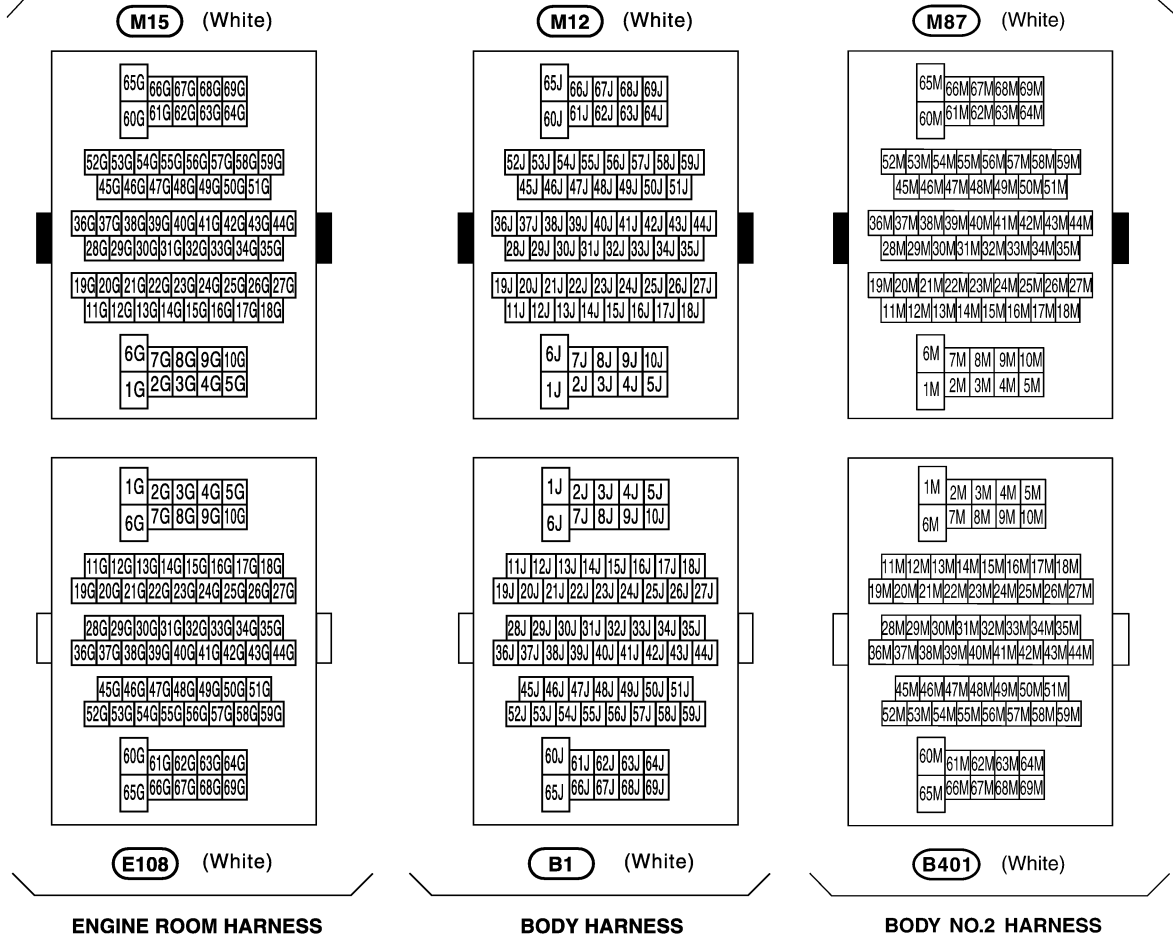 M15 (White) M12 (White) M87 (White)
65G 66G 67G 68G 69G 65J 66J 67J 68J 69J 65M 66M 67M 68M 69M
60G 61G 62G 63G 64G 60J 61J 62J 63J 64J 60M 61M 62M 63M 64M
52G 53G 54G 55G 56G 57G 58G 59G 52J 53J 54J 55J 56J 57J 58J 59J 52M 53M 54M 55M 56M 57M 58M 59M
45G 46G 47G 48G 49G 50G 51G 45J 46J 47J 48J 49J 50J 51J 45M 46M 47M 48M 49M 50M 51M
36G 37G 38G 39G 40G 41G 42G 43G 44G 36J 37J 38J 39J 40J 41J 42J 43J 44J 36M 37M 38M 39M 40M 41M 42M 43M 44M
28G 29G 30G 31G 32G 33G 34G 35G 28J 29J 30J 31J 32J 33J 34J 35J 28M 29M 30M 31M 32M 33M 34M 35M
19G 20G 21G 22G 23G 24G 25G 26G 27G 19J 20J 21J 22J 23J 24J 25J 26J 27J 19M 20M 21M 22M 23M 24M 25M 26M 27M
11G 12G 13G 14G 15G 16G 17G 18G 11J 12J 13J 14J 15J 16J 17J 18J 11M 12M 13M 14M 15M 16M 17M 18M
6G 7G 8G 9G 10G 6J 7J 8J 9J 10J 6M 7M 8M 9M 10M
1G 2G 3G 4G 5G 1J 2J 3J 4J 5J 1M 2M 3M 4M 5M
1G 2G 3G 4G 5G 1J 2J 3J 4J 5J 1M 2M 3M 4M 5M
6G 7G 8G 9G 10G 6J 7J 8J 9J 10J 6M 7M 8M 9M 10M
11G 12G 13G 14G 15G 16G 17G 18G 11J 12J 13J 14J 15J 16J 17J 18J 11M 12M 13M 14M 15M 16M 17M 18M
19G 20G 21G 22G 23G 24G 25G 26G 27G 19J 20J 21J 22J 23J 24J 25J 26J 27J 19M 20M 21M 22M 23M 24M 25M 26M 27M
28G 29G 30G 31G 32G 33G 34G 35G 28J 29J 30J 31J 32J 33J 34J 35J 28M 29M 30M 31M 32M 33M 34M 35M
36G 37G 38G 39G 40G 41G 42G 43G 44G 36J 37J 38J 39J 40J 41J 42J 43J 44J 36M 37M 38M 39M 40M 41M 42M 43M 44M
45G 46G 47G 48G 49G 50G 51G 45J 46J 47J 48J 49J 50J 51J 45M 46M 47M 48M 49M 50M 51M
52G 53G 54G 55G 56G 57G 58G 59G 52J 53J 54J 55J 56J 57J 58J 59J 52M 53M 54M 55M 56M 57M 58M 59M
60G 61G 62G 63G 64G 60J 61J 62J 63J 64J 60M 61M 62M 63M 64M
65G 66G 67G 68G 69G 65J 66J 67J 68J 69J 65M 66M 67M 68M 69M
E108 (White) B1 (White) B401 (White)
ENGINE ROOM HARNESS BODY HARNESS BODY NO.2 HARNESS